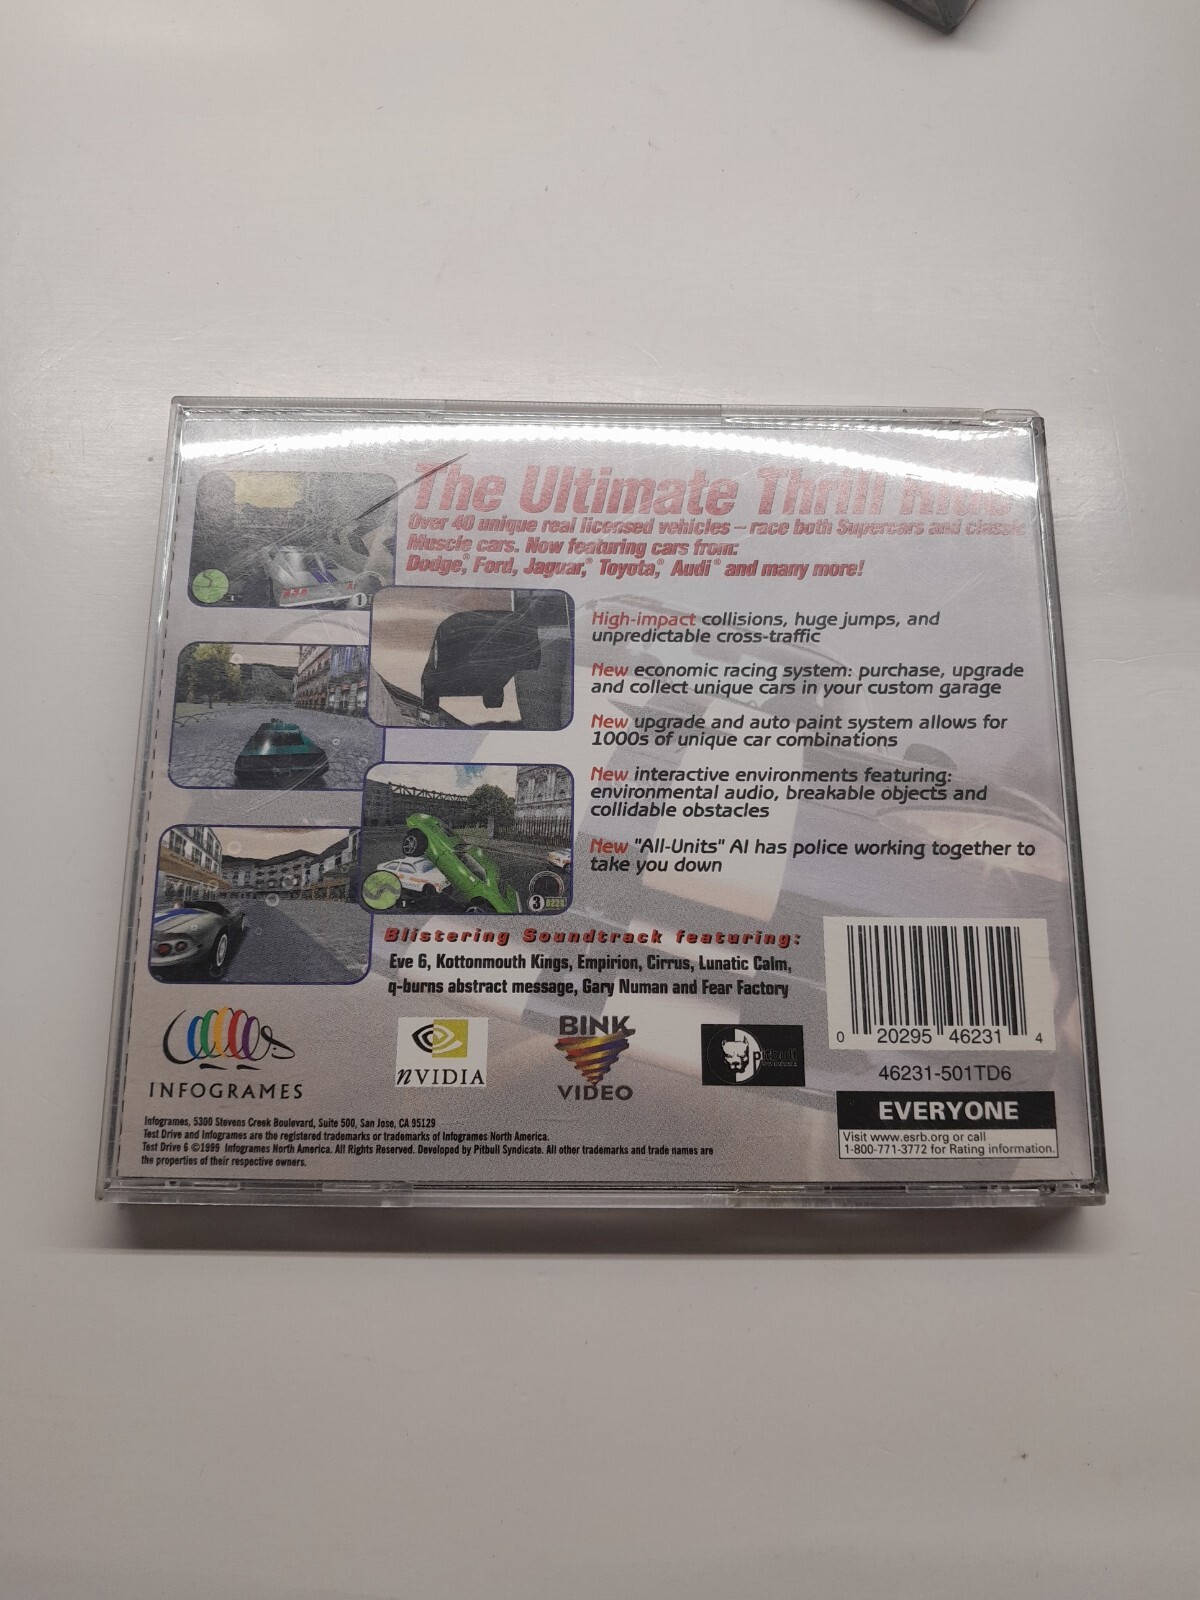 The Ultimate Thrill Ride
Over 40 unique real licensed vehicles – race both Supercars and classic
Muscle cars. Now featuring cars from:
Dodge,® Ford, Jaguar,® Toyota,® Audi® and many more!
High-impact collisions, huge jumps, and
unpredictable cross-traffic
New economic racing system: purchase, upgrade
and collect unique cars in your custom garage
New upgrade and auto paint system allows for
1000s of unique car combinations
New interactive environments featuring:
environmental audio, breakable objects and
collidable obstacles
New "All-Units" AI has police working together to
take you down
Blistering Soundtrack featuring:
Eve 6, Kottonmouth Kings, Empirion, Cirrus, Lunatic Calm,
q-burns abstract message, Gary Numan and Fear Factory
INFOGRAMES
nVIDIA
BINK
VIDEO
pitbull
0 20295 46231 4
46231-501TD6
EVERYONE
Visit www.esrb.org or call
1-800-771-3772 for Rating information.
Infogrames, 5300 Stevens Creek Boulevard, Suite 500, San Jose, CA 95129
Test Drive and Infogrames are the registered trademarks or trademarks of Infogrames North America.
Test Drive 6 ©1999 Infogrames North America. All Rights Reserved. Developed by Pitbull Syndicate. All other trademarks and trade names are
the properties of their respective owners.